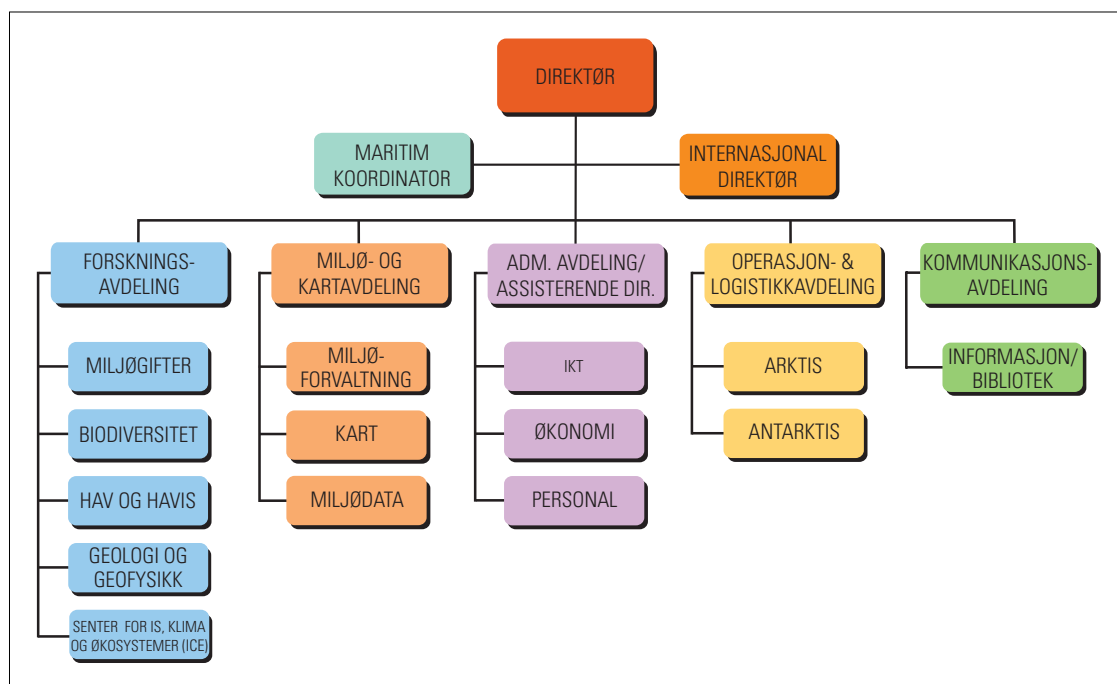 DIREKTØR
MARITIM
KOORDINATOR
INTERNASJONAL
DIREKTØR
FORSKNINGS-
AVDELING
MILJØGIFTER
BIODIVERSITET
HAV OG HAVIS
GEOLOGI OG
GEOFYSIKK
SENTER FOR IS, KLIMA
OG ØKOSYSTEMER (ICE)
MILJØ- OG
KARTAVDELING
MILJØ-
FORVALTNING
KART
MILJØDATA
ADM. AVDELING/
ASSISTERENDE DIR.
IKT
ØKONOMI
PERSONAL
OPERASJON- &
LOGISTIKKAVDELING
ARKTIS
ANTARKTIS
KOMMUNIKASJONS-
AVDELING
INFORMASJON/
BIBLIOTEK